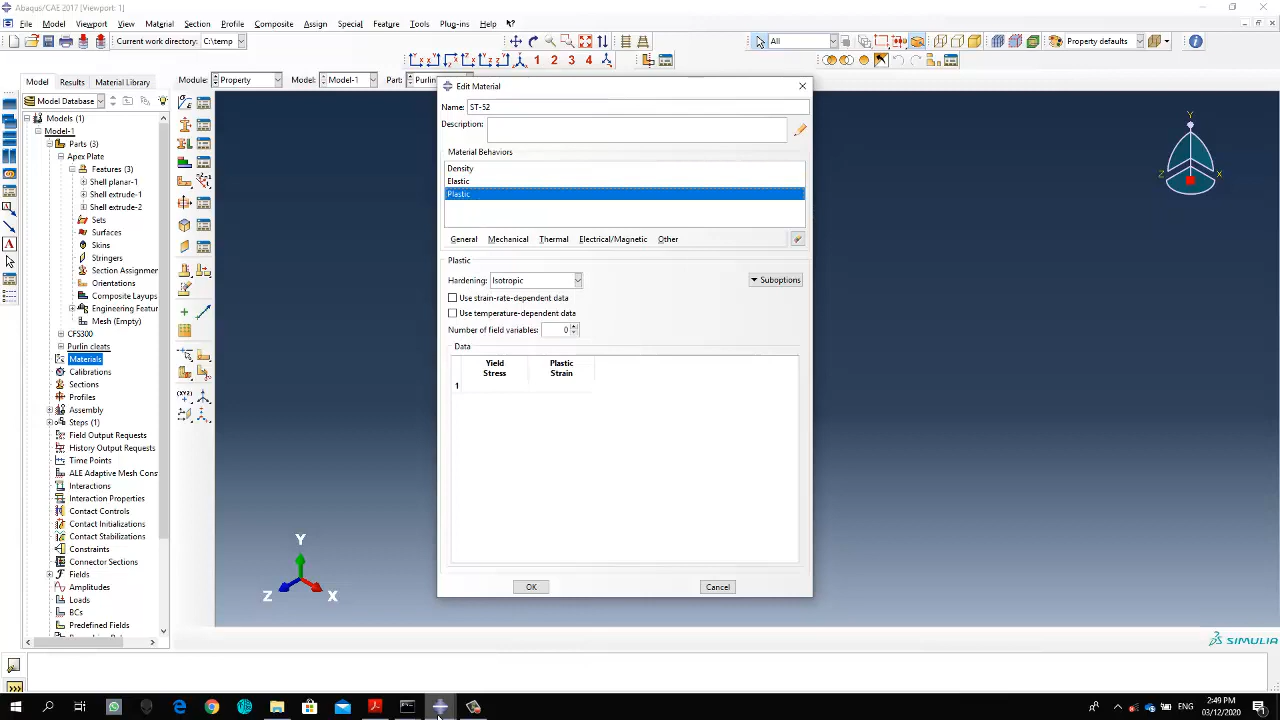 Abaqus/CAE 2017 [Viewport: 1]
File Model Viewport View Material Section Profile Composite Assign Special Feature Tools Plug-ins Help
Current work directory: C:\temp
All
Property defaults
1 2 3 4
Model Results Material Library
Module: Property Model: Model-1 Part: Purlin
Model Database
Models (1)
Model-1
Parts (3)
Apex Plate
Features (3)
Shell planar-1
Shell extrude-1
Shell extrude-2
Sets
Surfaces
Skins
Stringers
Section Assignme
Orientations
Composite Layups
Engineering Featur
Mesh (Empty)
CFS300
Purlin cleats
Materials
Calibrations
Sections
Profiles
Assembly
Steps (1)
Field Output Requests
History Output Requests
Time Points
ALE Adaptive Mesh Cons
Interactions
Interaction Properties
Contact Controls
Contact Initializations
Contact Stabilizations
Constraints
Connector Sections
Fields
Amplitudes
Loads
BCs
Predefined Fields
Edit Material
Name: ST-52
Description:
Material Behaviors
Density
Elastic
Plastic
General Mechanical Thermal Electrical/Magnetic Other
Plastic
Hardening: Isotropic
Suboptions
Use strain-rate-dependent data
Use temperature-dependent data
Number of field variables: 0
Data
Yield Stress
Plastic Strain
1
OK Cancel
Y
Z X
Y
Z X
SIMULIA
ENG
2:49 PM
03/12/2020